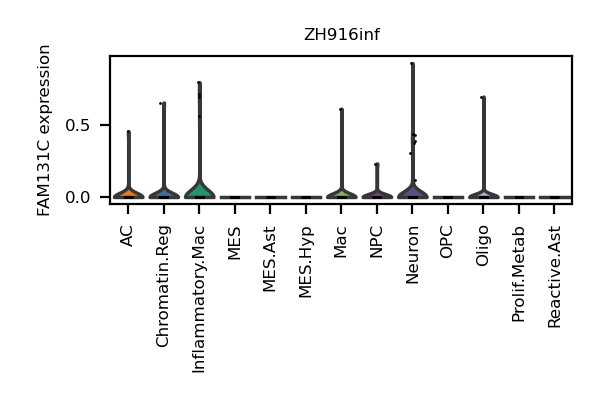 ZH916inf
FAM131C expression
0.5
0.0
AC
Chromatin.Reg
Inflammatory.Mac
MES
MES.Ast
MES.Hyp
Mac
NPC
Neuron
OPC
Oligo
Prolif.Metab
Reactive.Ast